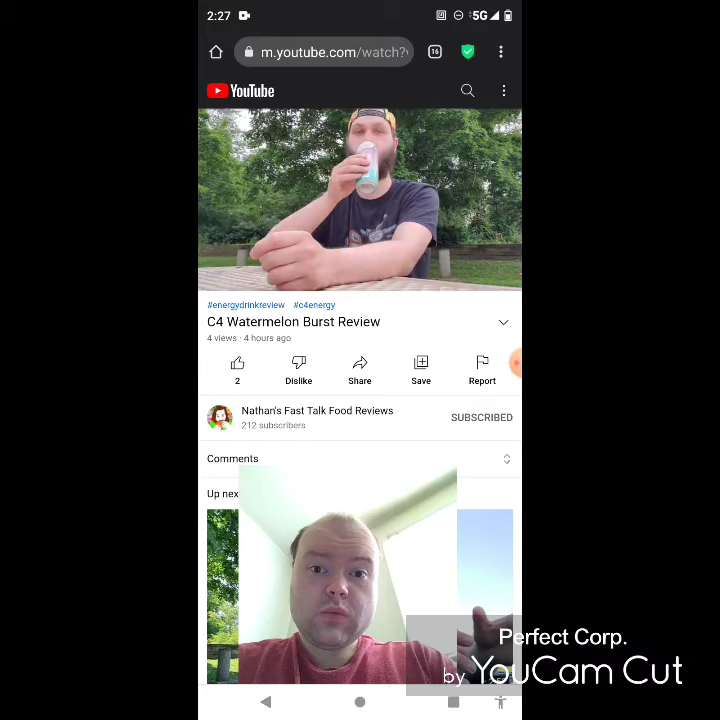 2:27 5G
m.youtube.com/watch?v
16
YouTube
#energydrinkreview #c4energy
C4 Watermelon Burst Review
4 views · 4 hours ago
2 Dislike Share Save Report
Nathan's Fast Talk Food Reviews
212 subscribers
SUBSCRIBED
Comments
Up nex
Perfect Corp.
by YouCam Cut